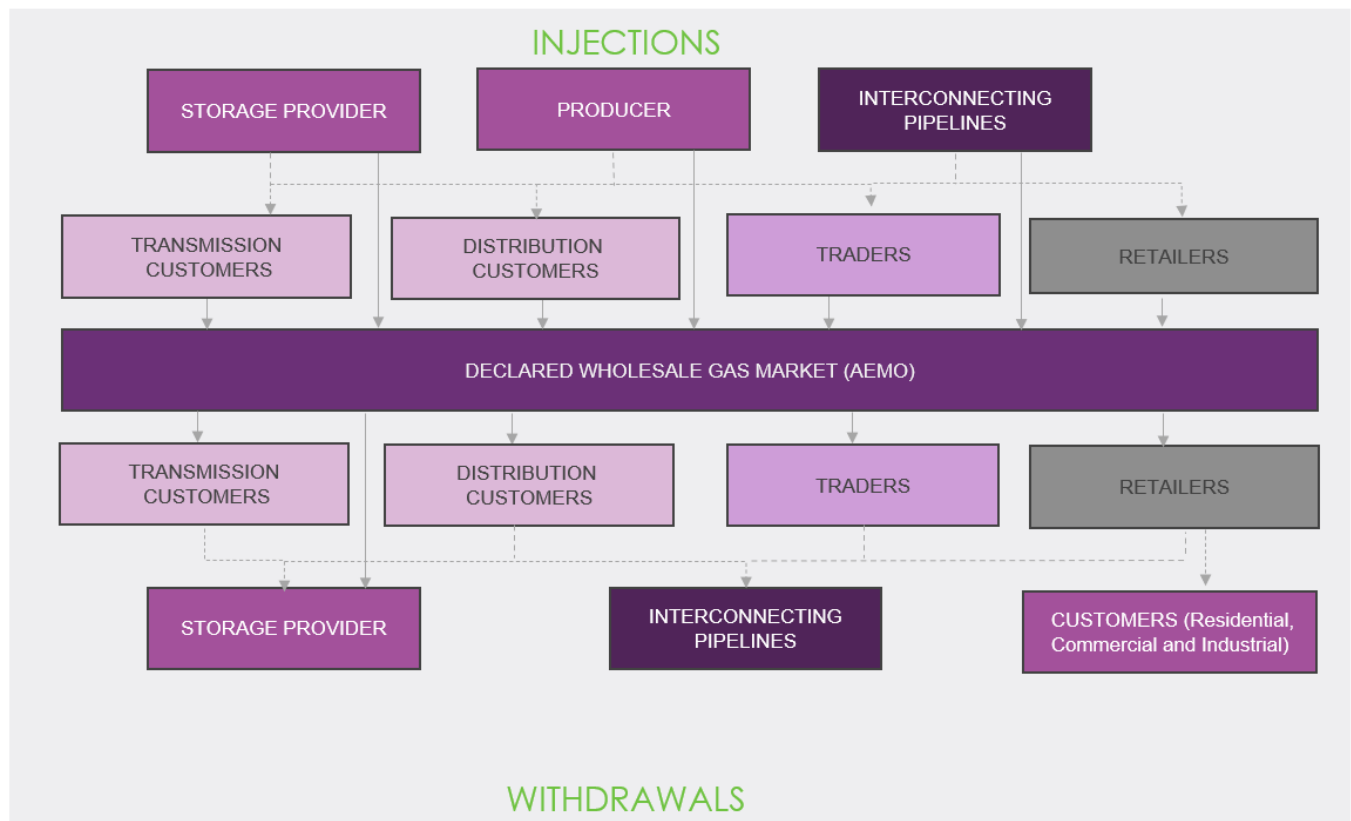 INJECTIONS
STORAGE PROVIDER
PRODUCER
INTERCONNECTING
PIPELINES
TRANSMISSION
CUSTOMERS
DISTRIBUTION
CUSTOMERS
TRADERS
RETAILERS
DECLARED WHOLESALE GAS MARKET (AEMO)
TRANSMISSION
CUSTOMERS
DISTRIBUTION
CUSTOMERS
TRADERS
RETAILERS
STORAGE PROVIDER
INTERCONNECTING
PIPELINES
CUSTOMERS (Residential,
Commercial and Industrial)
WITHDRAWALS